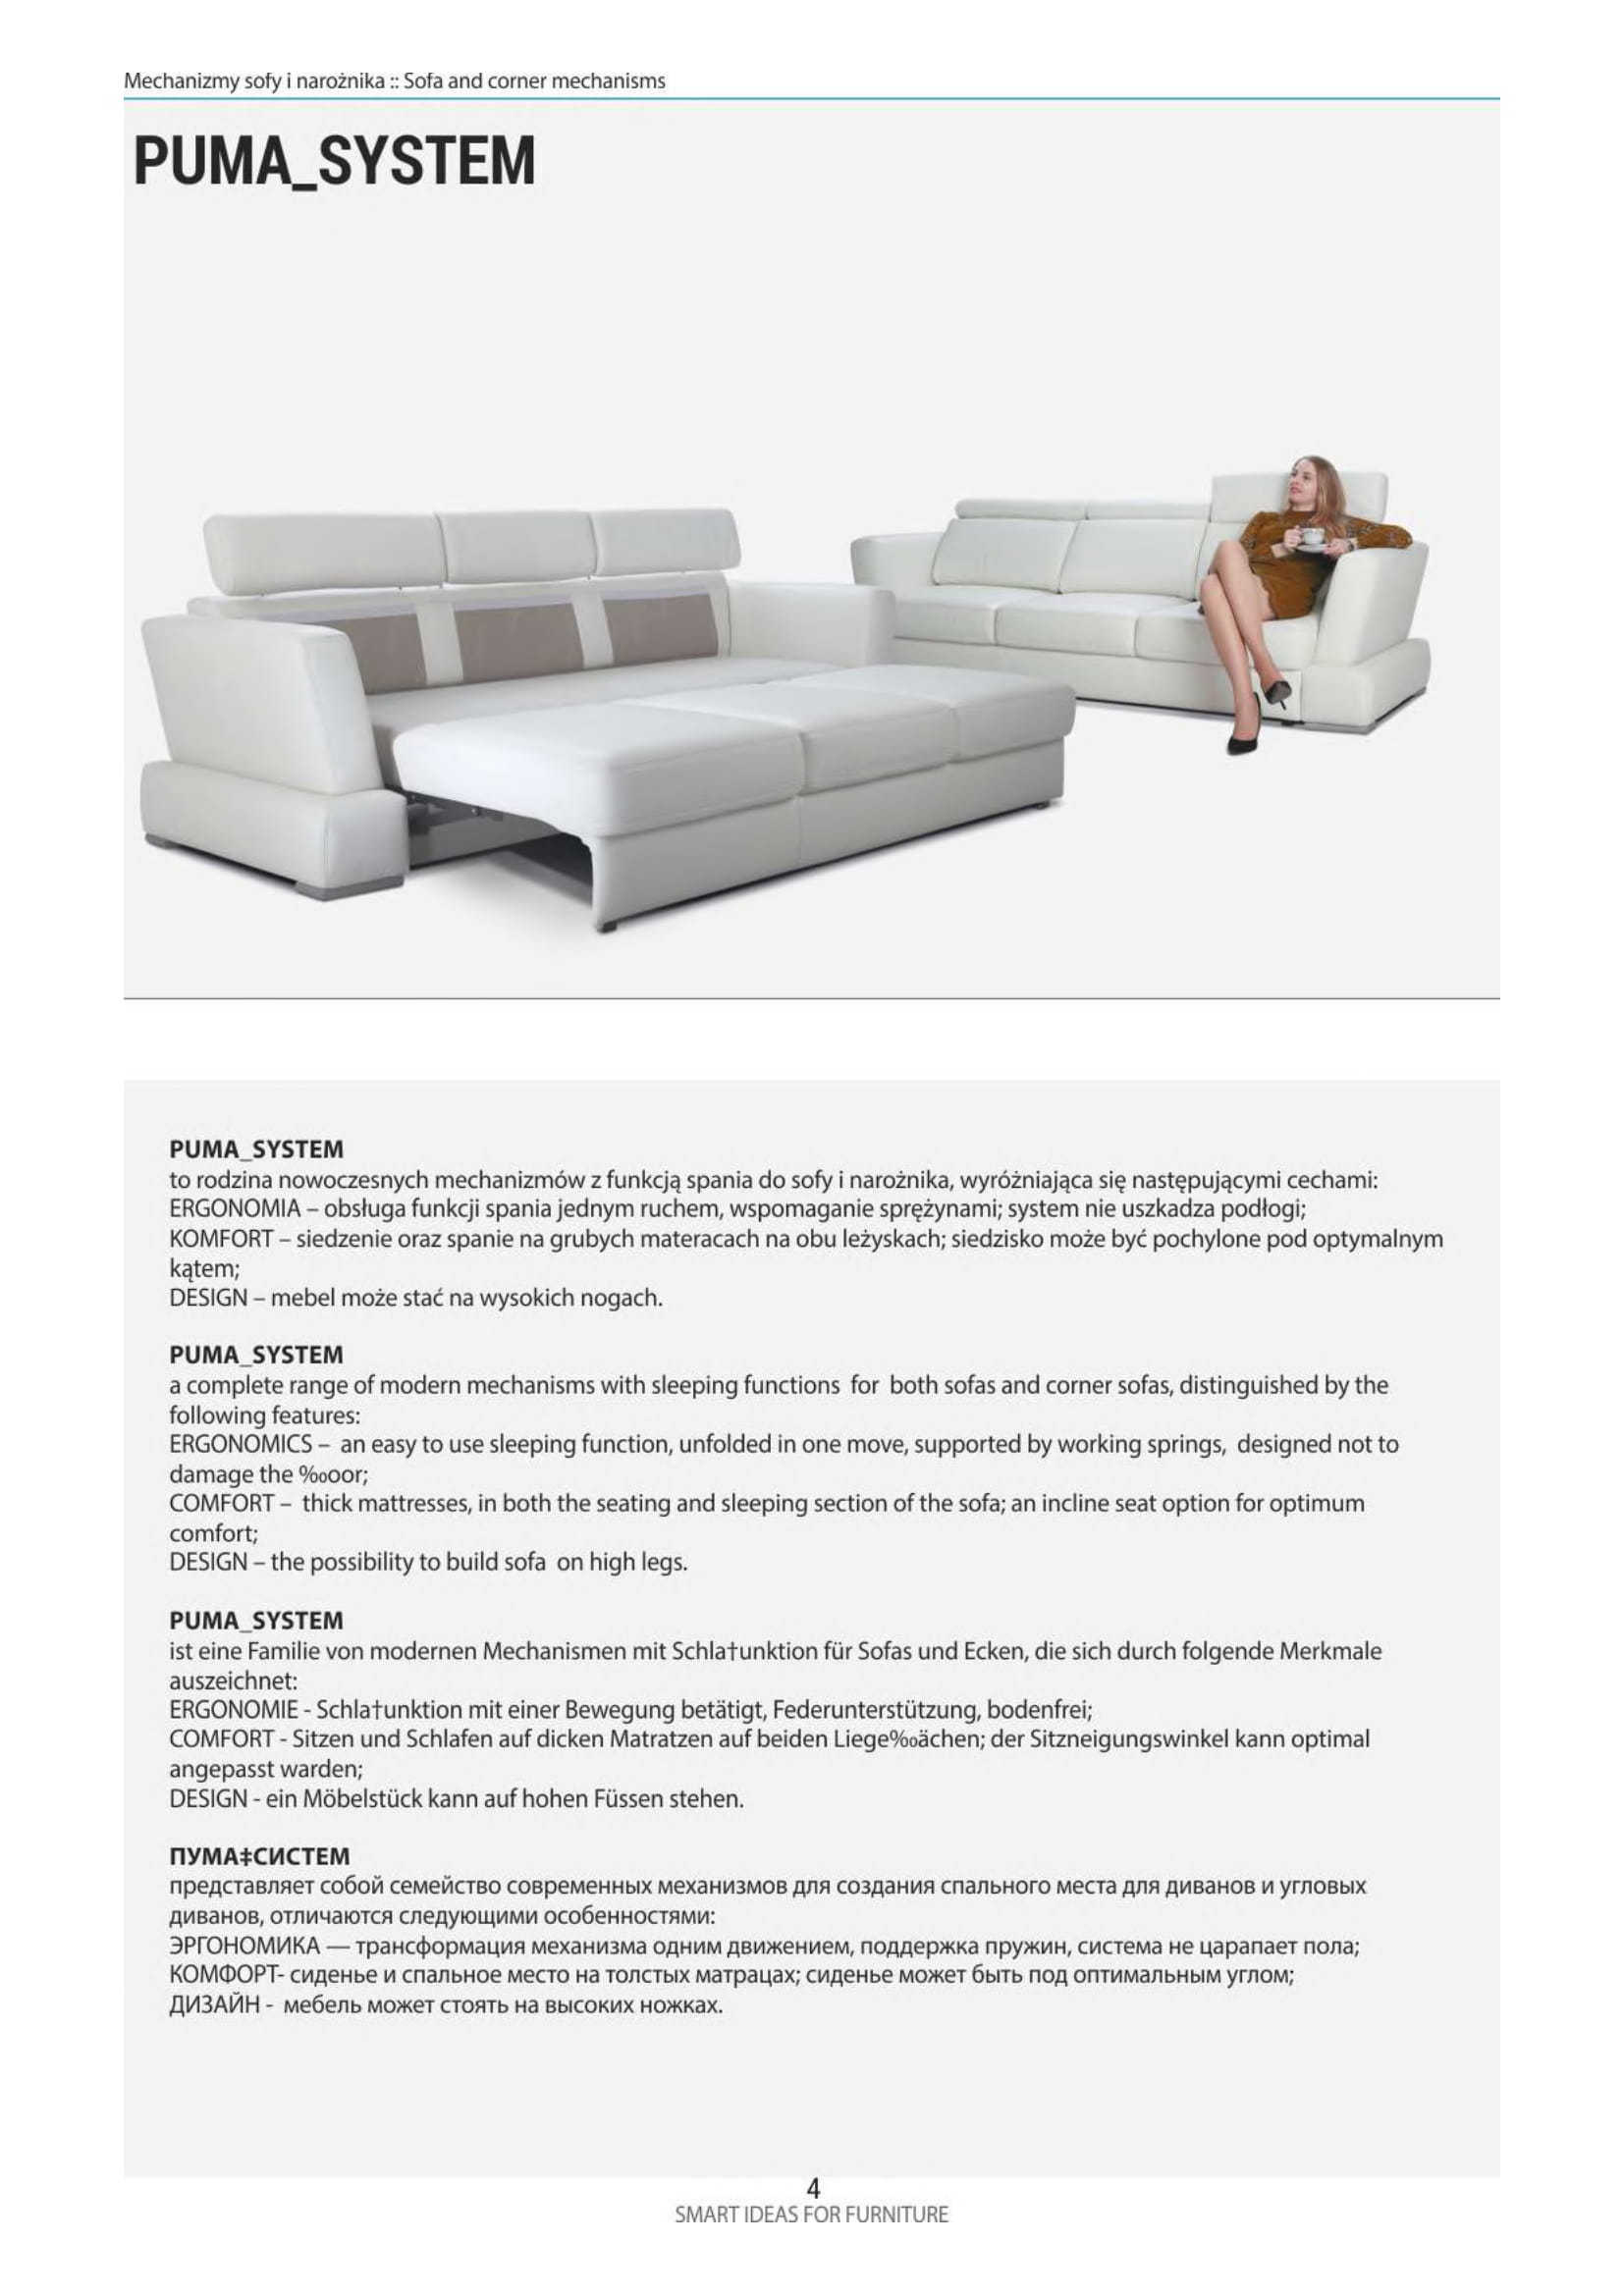 Mechanizmy sofy i narożnika :: Sofa and corner mechanisms
PUMA_SYSTEM
PUMA_SYSTEM
to rodzina nowoczesnych mechanizmów z funkcją spania do sofy i narożnika, wyróżniająca się następującymi cechami:
ERGONOMIA – obsługa funkcji spania jednym ruchem, wspomaganie sprężynami; system nie uszkadza podłogi;
KOMFORT – siedzenie oraz spanie na grubych materacach na obu leżyskach; siedzisko może być pochylone pod optymalnym
kątem;
DESIGN – mebel może stać na wysokich nogach.
PUMA_SYSTEM
a complete range of modern mechanisms with sleeping functions for both sofas and corner sofas, distinguished by the
following features:
ERGONOMICS – an easy to use sleeping function, unfolded in one move, supported by working springs, designed not to
damage the ‰oor;
COMFORT – thick mattresses, in both the seating and sleeping section of the sofa; an incline seat option for optimum
comfort;
DESIGN – the possibility to build sofa on high legs.
PUMA_SYSTEM
ist eine Familie von modernen Mechanismen mit Schla†unktion für Sofas und Ecken, die sich durch folgende Merkmale
auszeichnet:
ERGONOMIE - Schla†unktion mit einer Bewegung betätigt, Federunterstützung, bodenfrei;
COMFORT - Sitzen und Schlafen auf dicken Matratzen auf beiden Liege‰ächen; der Sitzneigungswinkel kann optimal
angepasst warden;
DESIGN - ein Möbelstück kann auf hohen Füssen stehen.
ПУМА‡СИСТЕМ
представляет собой семейство современных механизмов для создания спального места для диванов и угловых
диванов, отличаются следующими особенностями:
ЭРГОНОМИКА — трансформация механизма одним движением, поддержка пружин, система не царапает пола;
КОМФОРТ- сиденье и спальное место на толстых матрацах; сиденье может быть под оптимальным углом;
ДИЗАЙН - мебель может стоять на высоких ножках.
4
SMART IDEAS FOR FURNITURE